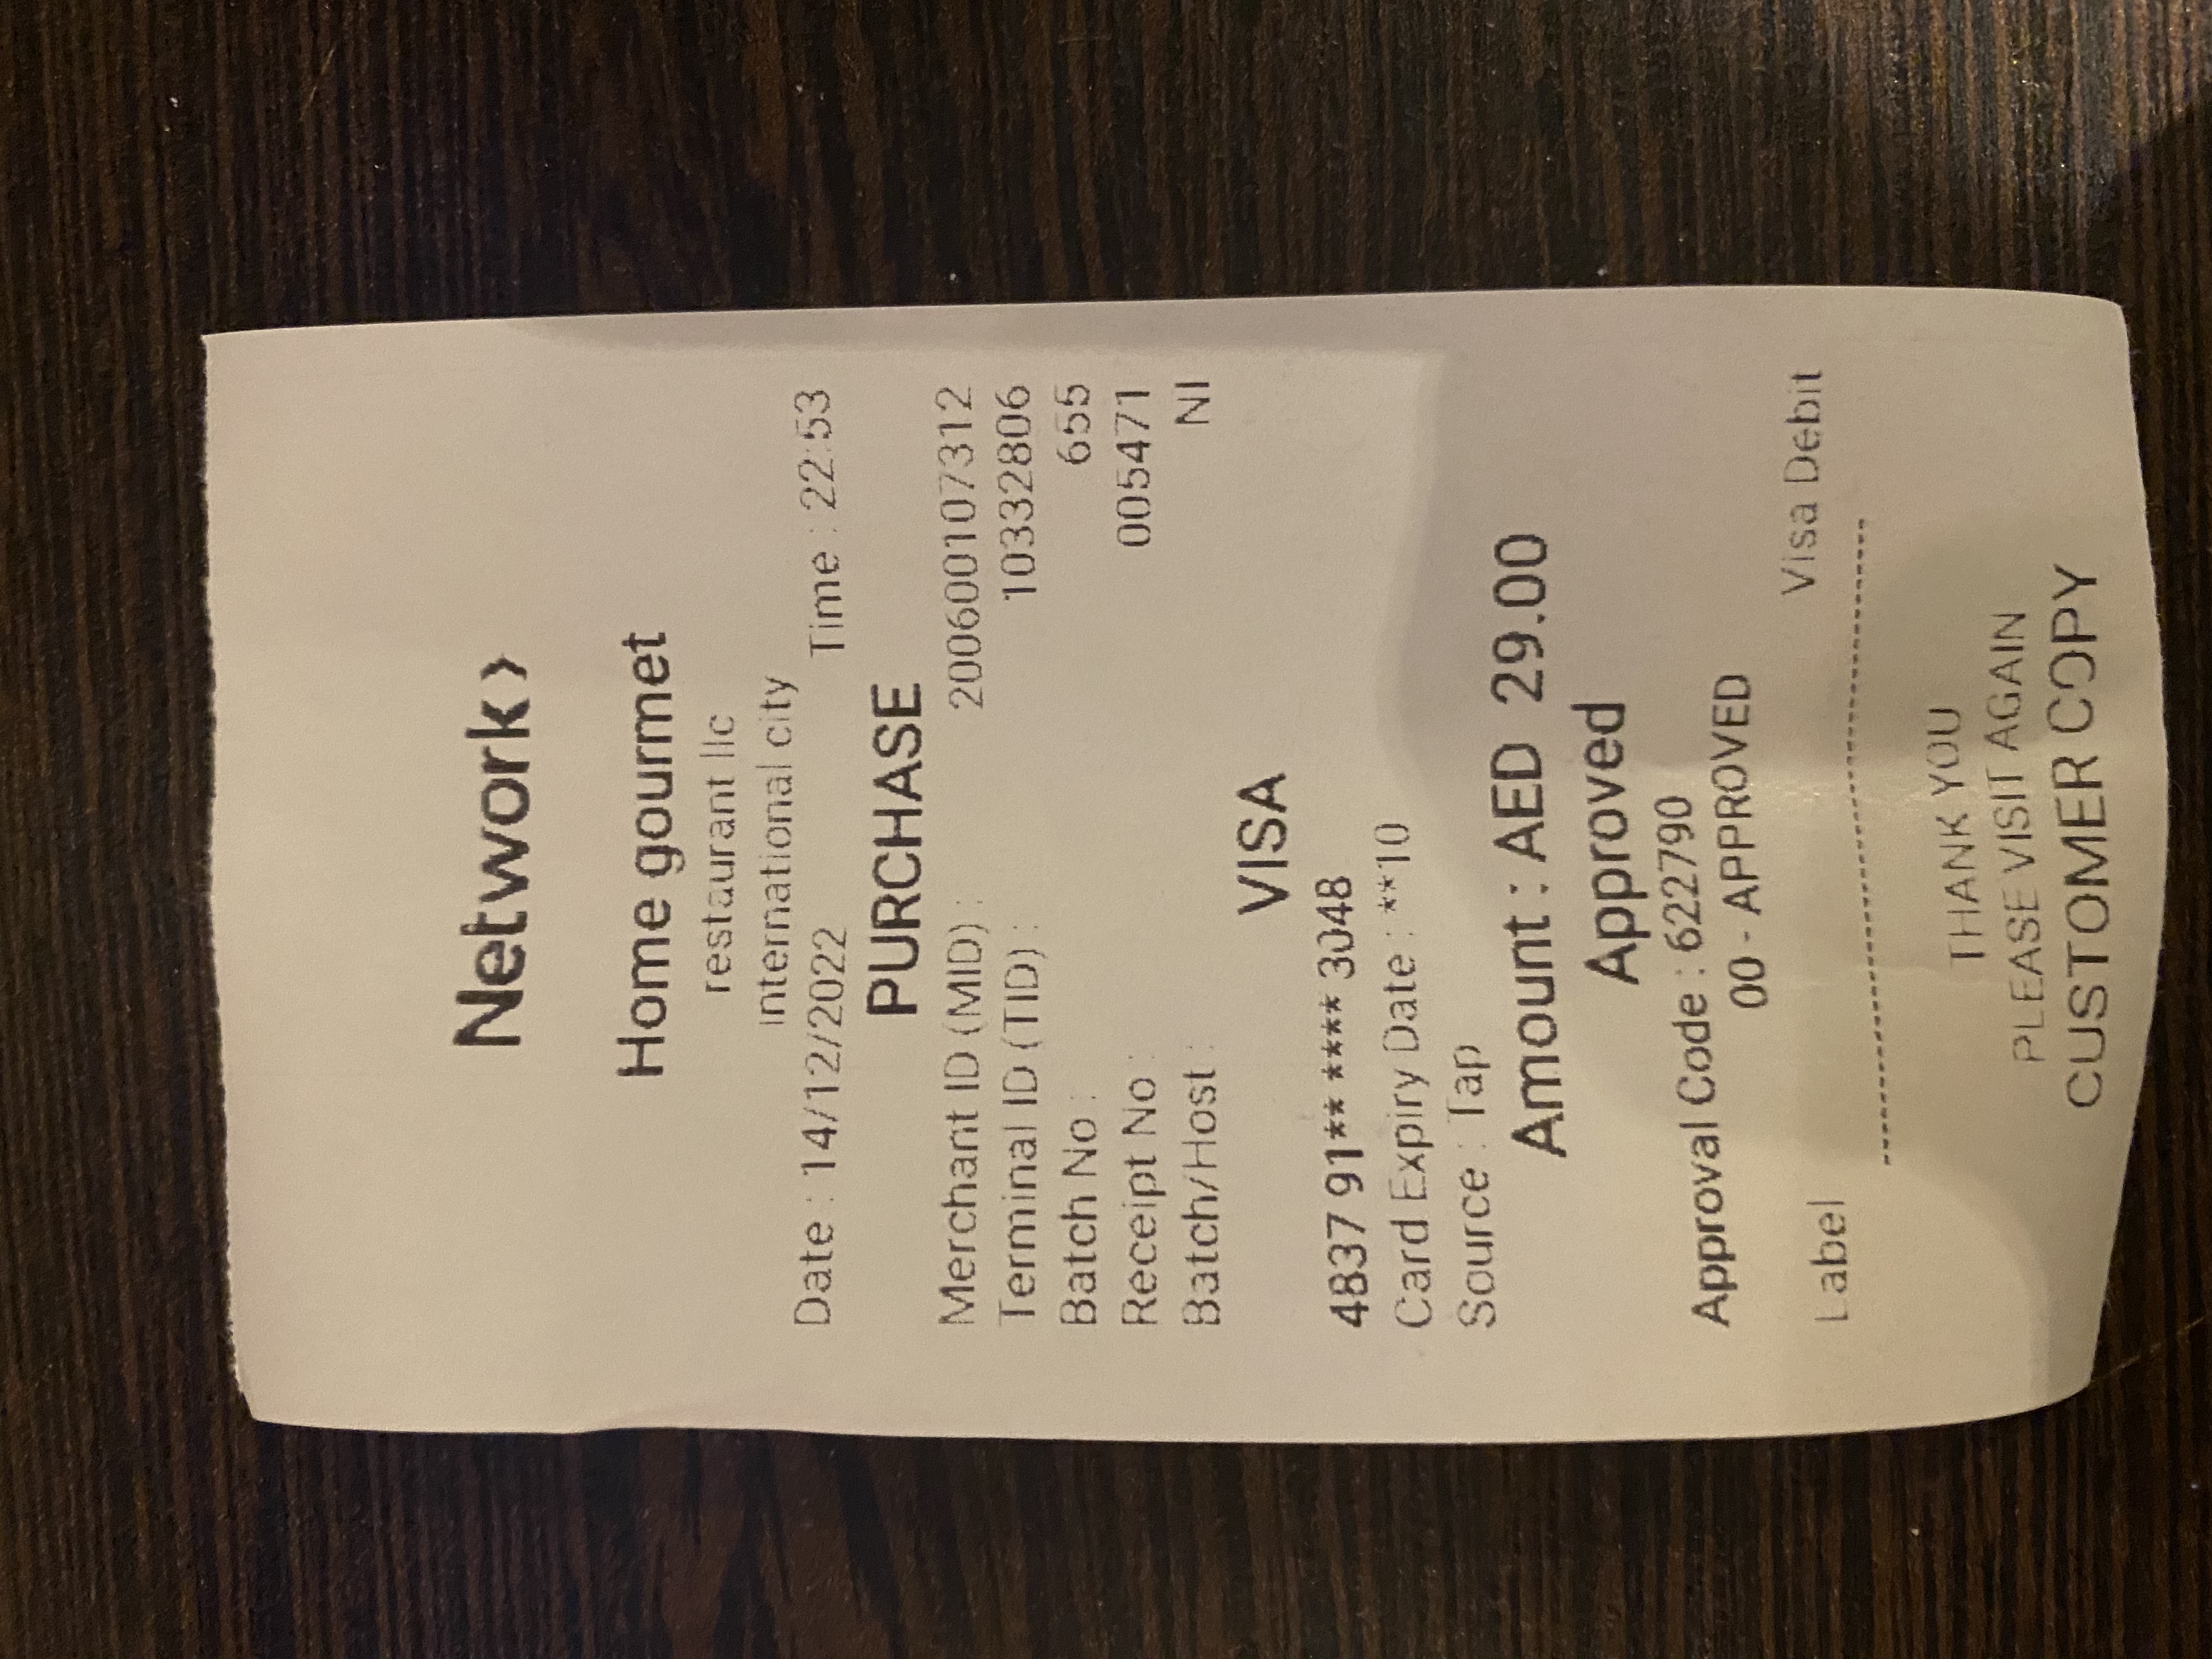 Network >
Home gourmet
restaurant llc
International city
Date : 14/12/2022 Time : 22:53
PURCHASE
Merchant ID (MID) : 200600107312
Terminal ID (TID) : 10332806
Batch No : 655
Receipt No : 005471
Batch/Host : NI
VISA
4837 91** **** 3048
Card Expiry Date : **10
Source : Tap
Amount : AED 29.00
Approved
Approval Code : 622790
00 - APPROVED
Label Visa Debit
THANK YOU
PLEASE VISIT AGAIN
CUSTOMER COPY